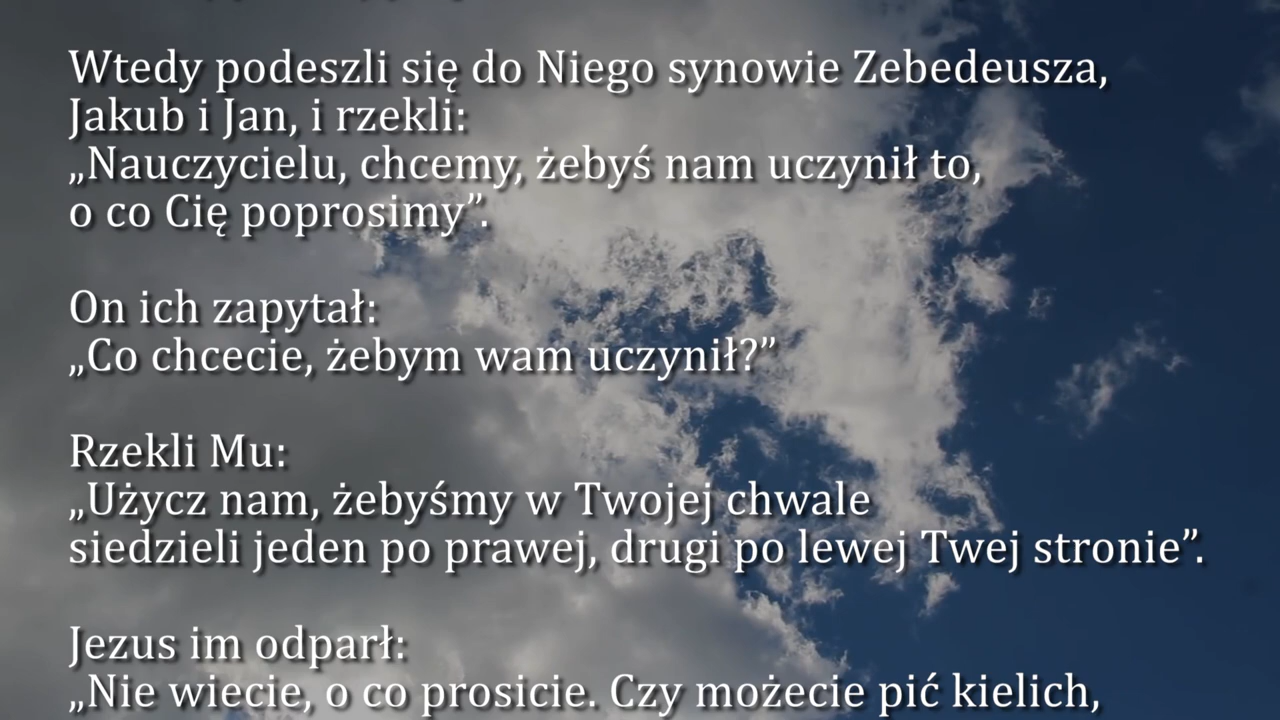 Wtedy podeszli się do Niego synowie Zebedeusza,
Jakub i Jan, i rzekli:
„Nauczycielu, chcemy, żebyś nam uczynił to,
o co Cię poprosimy”.
On ich zapytał:
„Co chcecie, żebym wam uczynił?”
Rzekli Mu:
„Użycz nam, żebyśmy w Twojej chwale
siedzieli jeden po prawej, drugi po lewej Twej stronie”.
Jezus im odparł:
„Nie wiecie, o co prosicie. Czy możecie pić kielich,